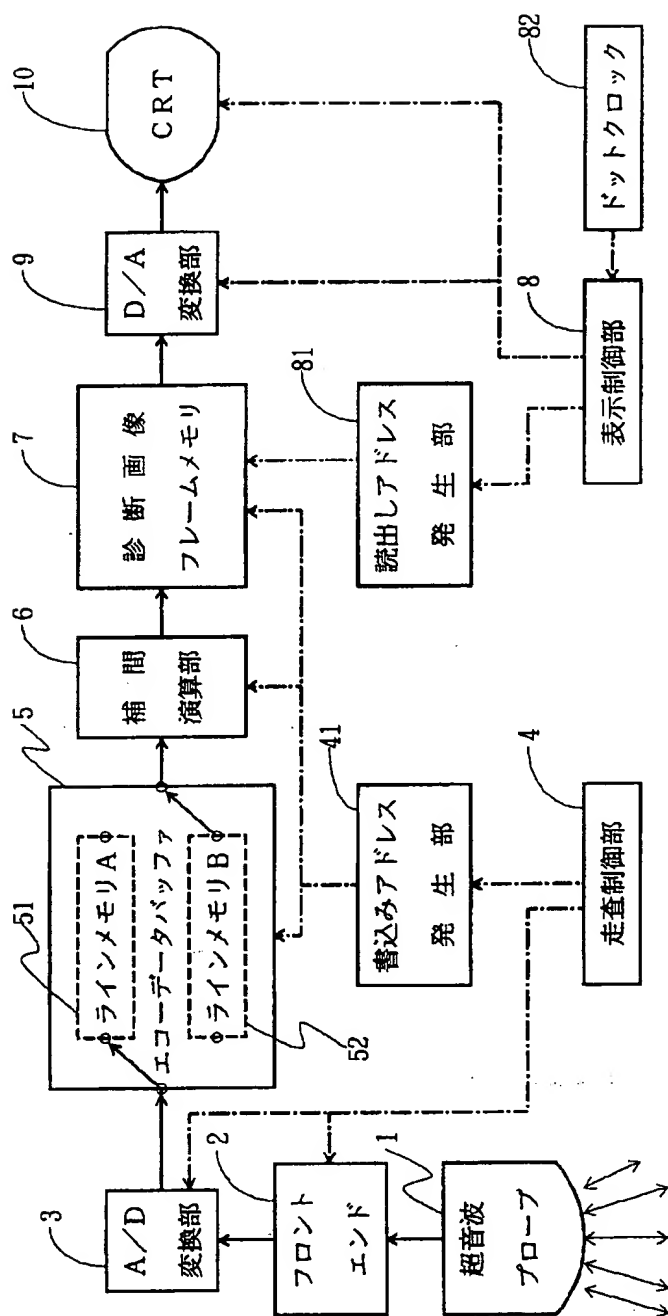 1
超音波
プローブ
2
フロント
エンド
3
A/D
変換部
51
ラインメモリA
エコーデータバッファ
ラインメモリB
52
5
6
補間
演算部
7
診断画像
フレームメモリ
9
D/A
変換部
10
CRT
41
書込みアドレス
発生部
4
走査制御部
81
読出しアドレス
発生部
8
表示制御部
82
ドットクロック